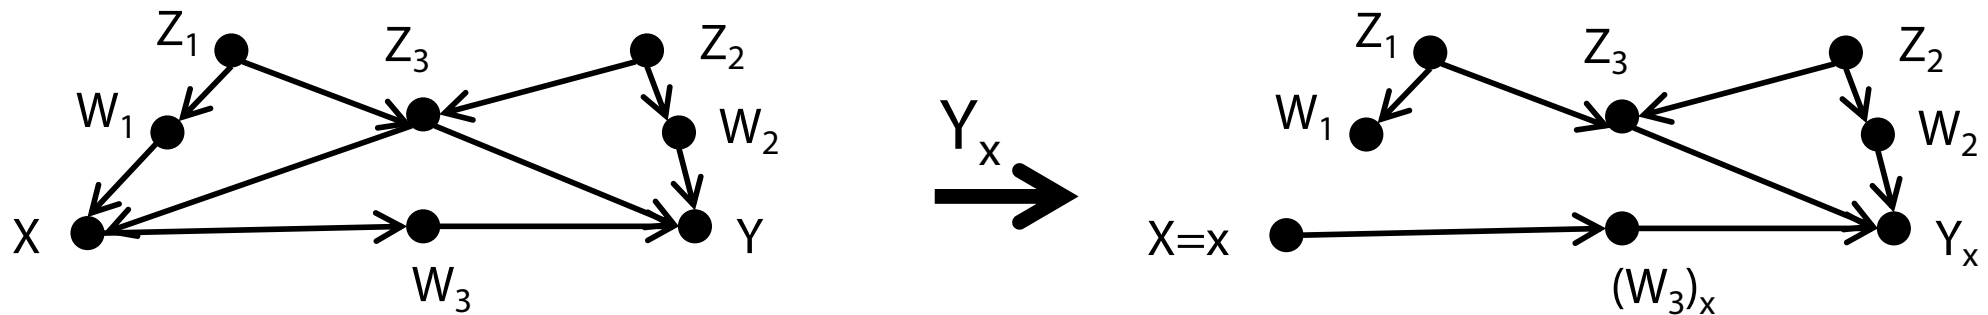 Z₁
Z₃
Z₂
W₁
W₂
X
Y
W₃
Yₓ
Z₁
Z₃
Z₂
W₁
W₂
X=x
Yₓ
(W₃)ₓ